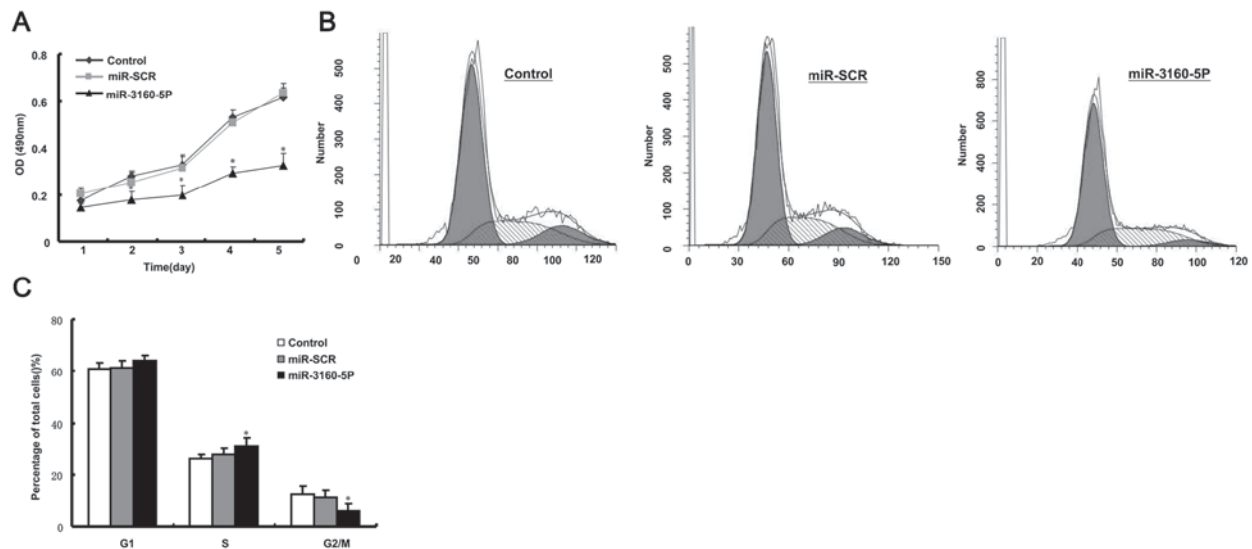 A
0.8
0.6
0.4
0.2
0
OD (490nm)
Control
miR-SCR
miR-3160-5P
*
*
*
*
1 2 3 4 5
Time(day)
B
Control
Number
500
400
300
200
100
0
0 20 40 60 80 100 120
miR-SCR
Number
500
400
300
200
100
0
0 30 60 90 120 150
miR-3160-5P
Number
800
600
400
200
0
0 20 40 60 80 100 120
C
80
60
40
20
0
Percentage of total cells()%)
Control
miR-SCR
miR-3160-5P
*
*
G1 S G2/M